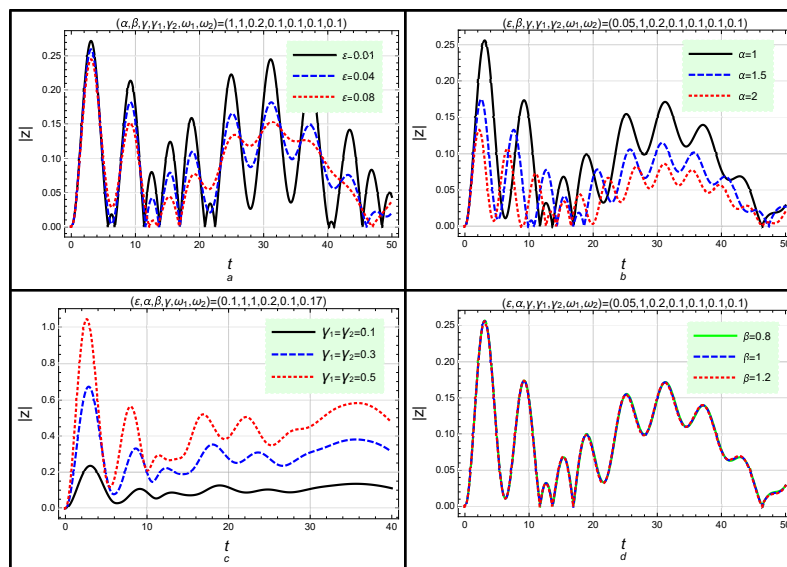 (α,β,γ,γ1,γ2,ω1,ω2)=(1,1,0.2,0.1,0.1,0.1,0.1)
|z|
0.25
0.20
0.15
0.10
0.05
0.00
ε=0.01
ε=0.04
ε=0.08
0 10 20 30 40 50
t
a
(ε,β,γ,γ1,γ2,ω1,ω2)=(0.05,1,0.2,0.1,0.1,0.1,0.1)
|z|
0.25
0.20
0.15
0.10
0.05
0.00
α=1
α=1.5
α=2
0 10 20 30 40 50
t
b
(ε,α,β,γ,ω1,ω2)=(0.1,1,1,0.2,0.1,0.17)
|z|
1.0
0.8
0.6
0.4
0.2
0.0
γ1=γ2=0.1
γ1=γ2=0.3
γ1=γ2=0.5
0 10 20 30 40
t
c
(ε,α,γ,γ1,γ2,ω1,ω2)=(0.05,1,0.2,0.1,0.1,0.1,0.1)
|z|
0.25
0.20
0.15
0.10
0.05
0.00
β=0.8
β=1
β=1.2
0 10 20 30 40 50
t
d